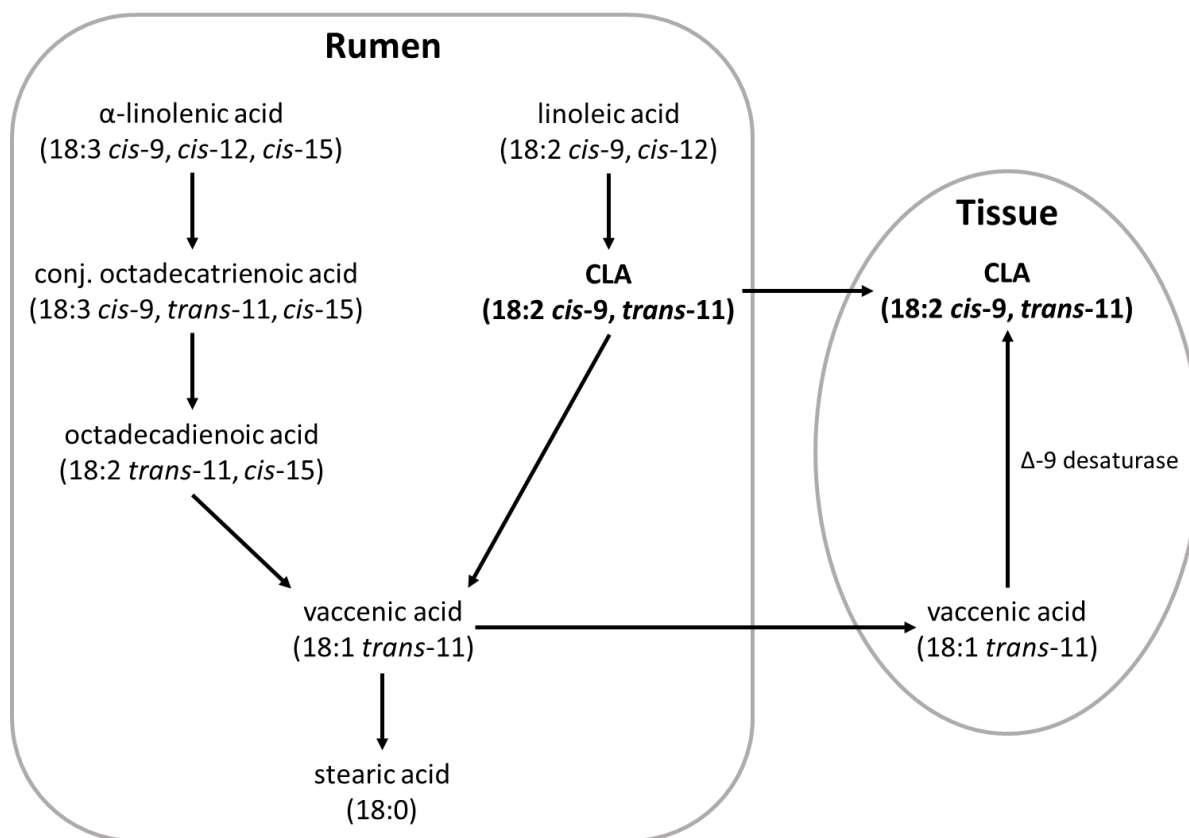 Rumen
α-linolenic acid
(18:3 cis-9, cis-12, cis-15)
linoleic acid
(18:2 cis-9, cis-12)
conj. octadecatrienoic acid
(18:3 cis-9, trans-11, cis-15)
CLA
(18:2 cis-9, trans-11)
octadecadienoic acid
(18:2 trans-11, cis-15)
vaccenic acid
(18:1 trans-11)
stearic acid
(18:0)
Tissue
CLA
(18:2 cis-9, trans-11)
Δ-9 desaturase
vaccenic acid
(18:1 trans-11)